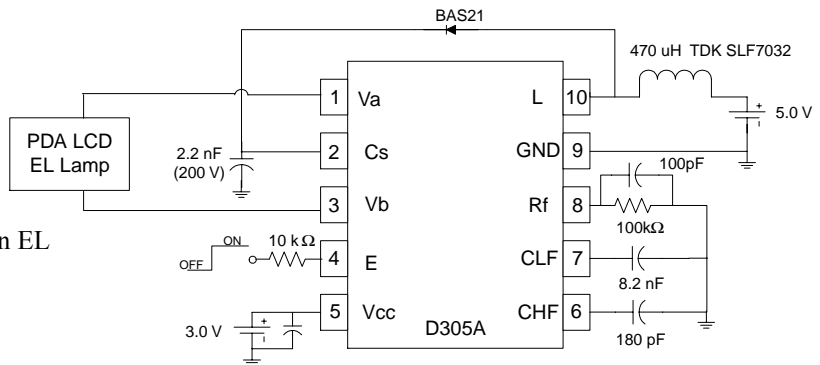 BAS21
470 uH TDK SLF7032
+
5.0 V
1 Va
L 10
PDA LCD
EL Lamp
2.2 nF
(200 V)
2 Cs
GND 9
100pF
3 Vb
Rf 8
100kΩ
n EL
ON
OFF
10 kΩ
4 E
CLF 7
8.2 nF
3.0 V
+
5 Vcc
CHF 6
180 pF
D305A